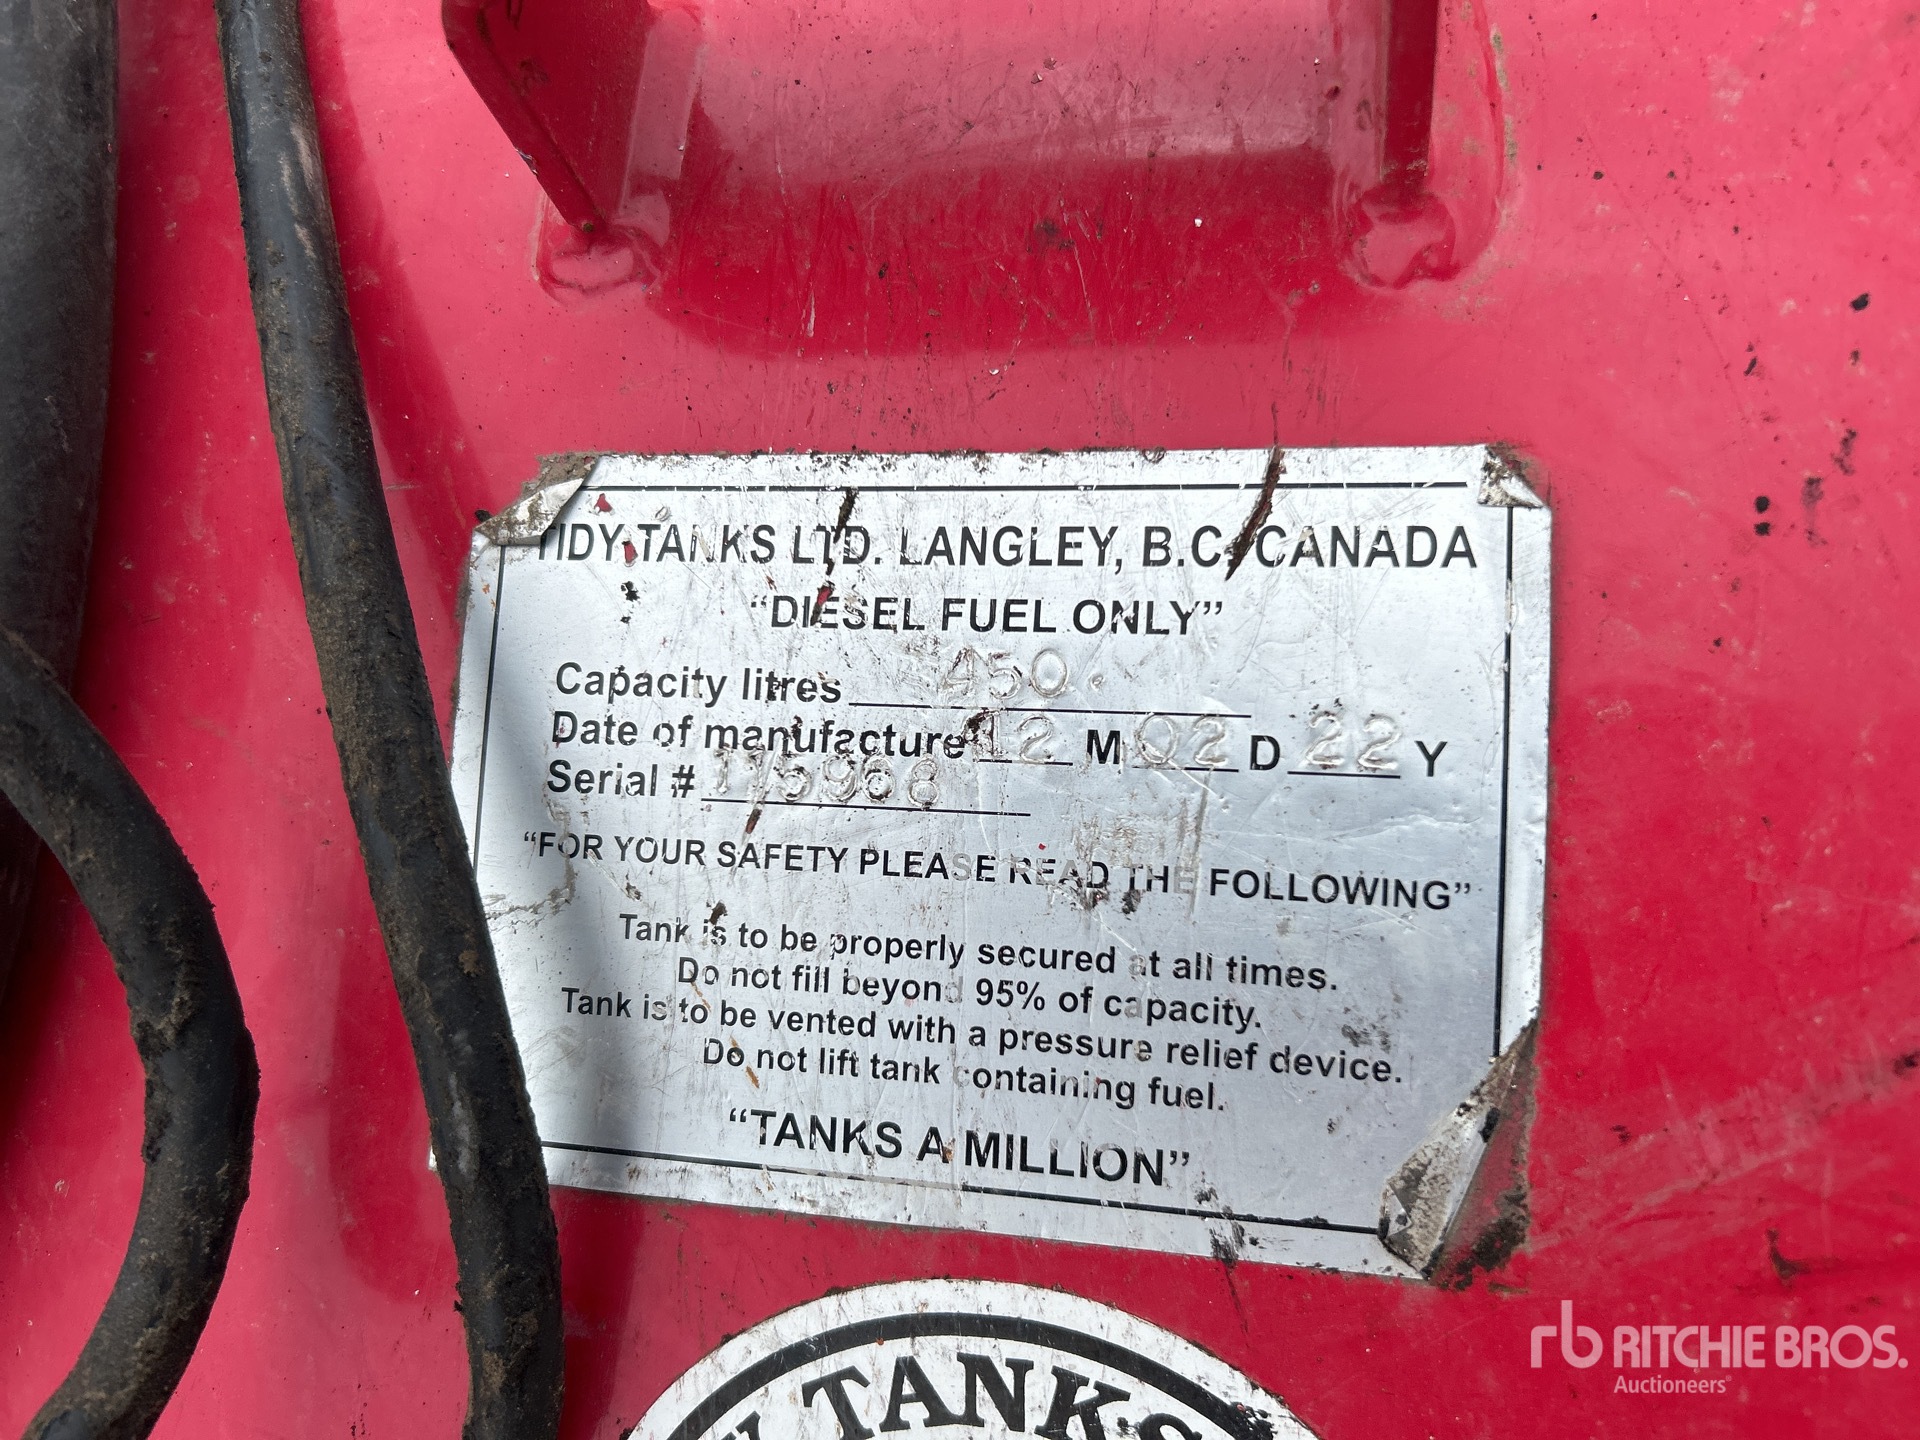 TIDY TANKS LTD. LANGLEY, B.C. CANADA
“DIESEL FUEL ONLY”
Capacity litres 450.
Date of manufacture 12 M 02 D 22 Y
Serial # 115968
“FOR YOUR SAFETY PLEASE READ THE FOLLOWING”
Tank is to be properly secured at all times.
Do not fill beyond 95% of capacity.
Tank is to be vented with a pressure relief device.
Do not lift tank containing fuel.
“TANKS A MILLION”
TANKS
rb RITCHIE BROS.
Auctioneers